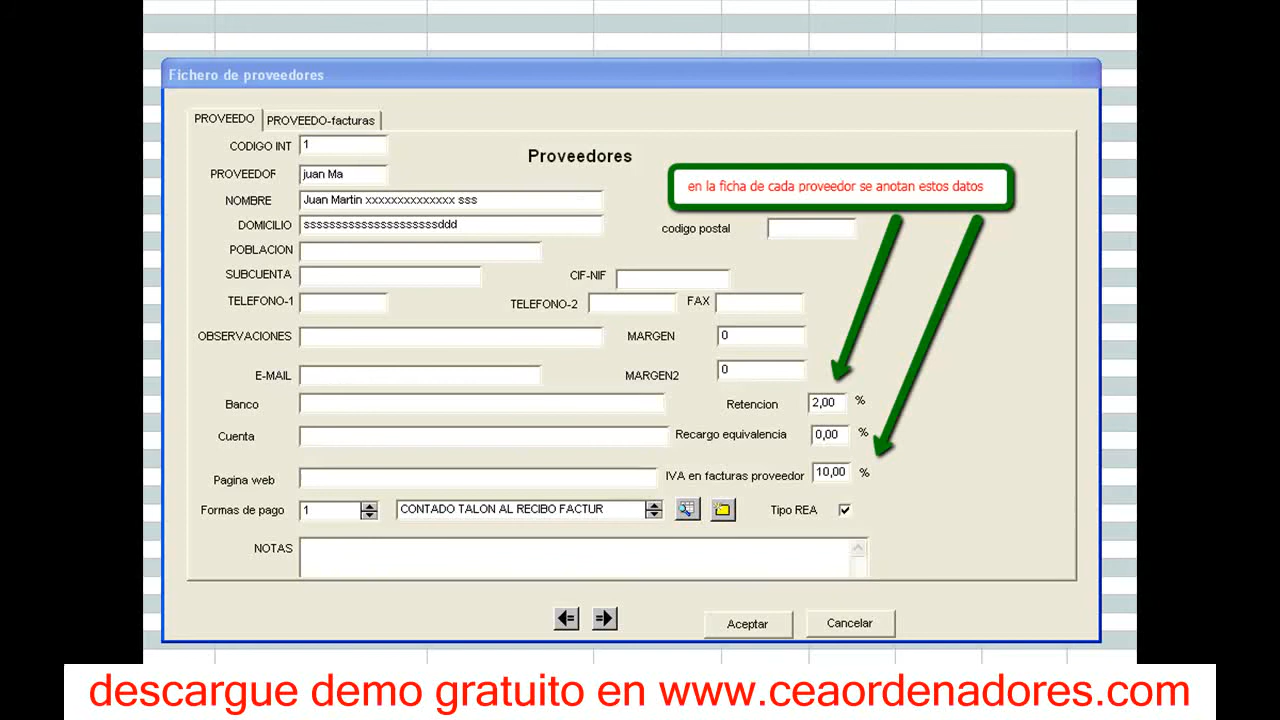 Fichero de proveedores
PROVEEDO PROVEEDO-facturas
CODIGO INT 1
Proveedores
PROVEEDOF juan Ma
en la ficha de cada proveedor se anotan estos datos
NOMBRE Juan Martin xxxxxxxxxxxxxx sss
DOMICILIO sssssssssssssssssssssddd
codigo postal
POBLACION
SUBCUENTA CIF-NIF
TELEFONO-1 TELEFONO-2 FAX
OBSERVACIONES MARGEN 0
E-MAIL MARGEN2 0
Banco Retencion 2,00 %
Cuenta Recargo equivalencia 0,00 %
Pagina web IVA en facturas proveedor 10,00 %
Formas de pago 1 CONTADO TALON AL RECIBO FACTUR Tipo REA
NOTAS
Aceptar Cancelar
descargue demo gratuito en www.ceaordenadores.com